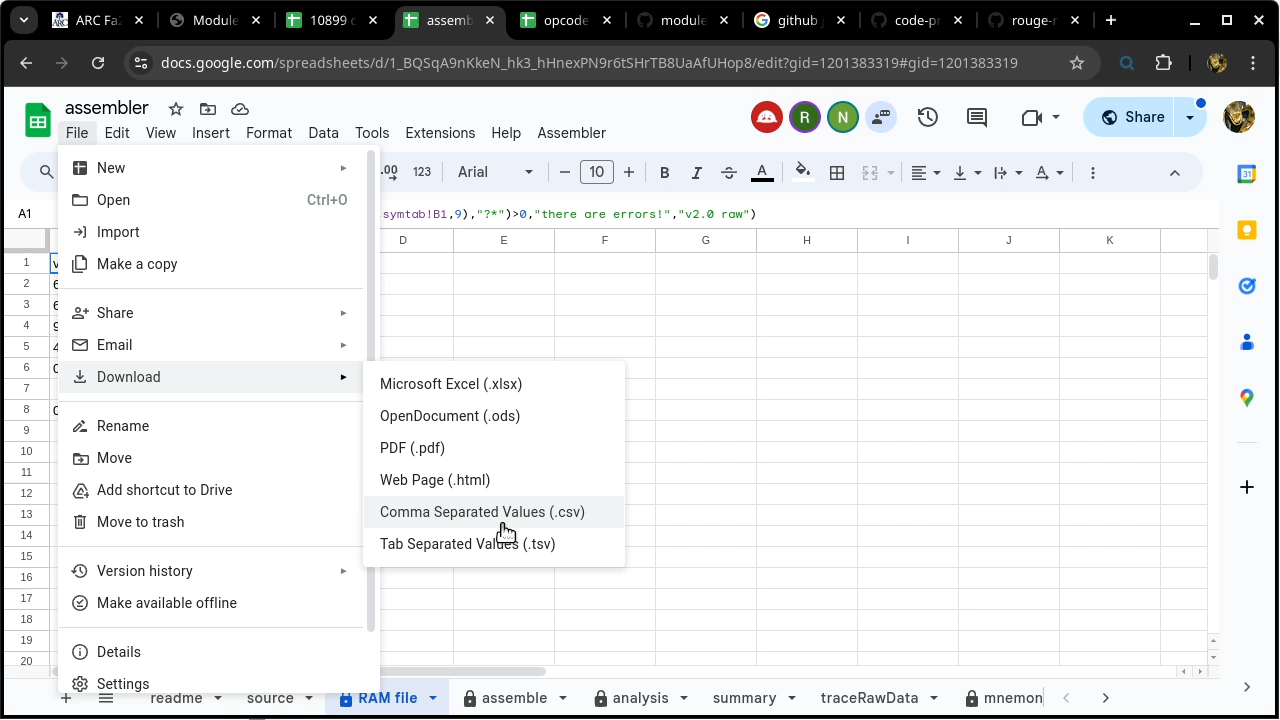 ARC Fa
Module
10899 c
assemb
opcode
module
github j
code-pr
rouge-r
docs.google.com/spreadsheets/d/1_BQSqA9nKkeN_hk3_hHnexPN9r6tSHrTB8UaAfUHop8/edit?gid=1201383319#gid=1201383319
assembler
File Edit View Insert Format Data Tools Extensions Help Assembler
R
N
Share
.00 123 Arial 10 B I A
A1
symtab!B1,9),"?*")>0,"there are errors!","v2.0 raw")
D E F G H I J K
1
2
3
4
5
6
7
8
9
10
11
12
13
14
15
16
17
18
19
20
New
Open Ctrl+O
Import
Make a copy
Share
Email
Download
Rename
Move
Add shortcut to Drive
Move to trash
Version history
Make available offline
Details
Settings
Microsoft Excel (.xlsx)
OpenDocument (.ods)
PDF (.pdf)
Web Page (.html)
Comma Separated Values (.csv)
Tab Separated Values (.tsv)
readme source RAM file assemble analysis summary traceRawData mnemon